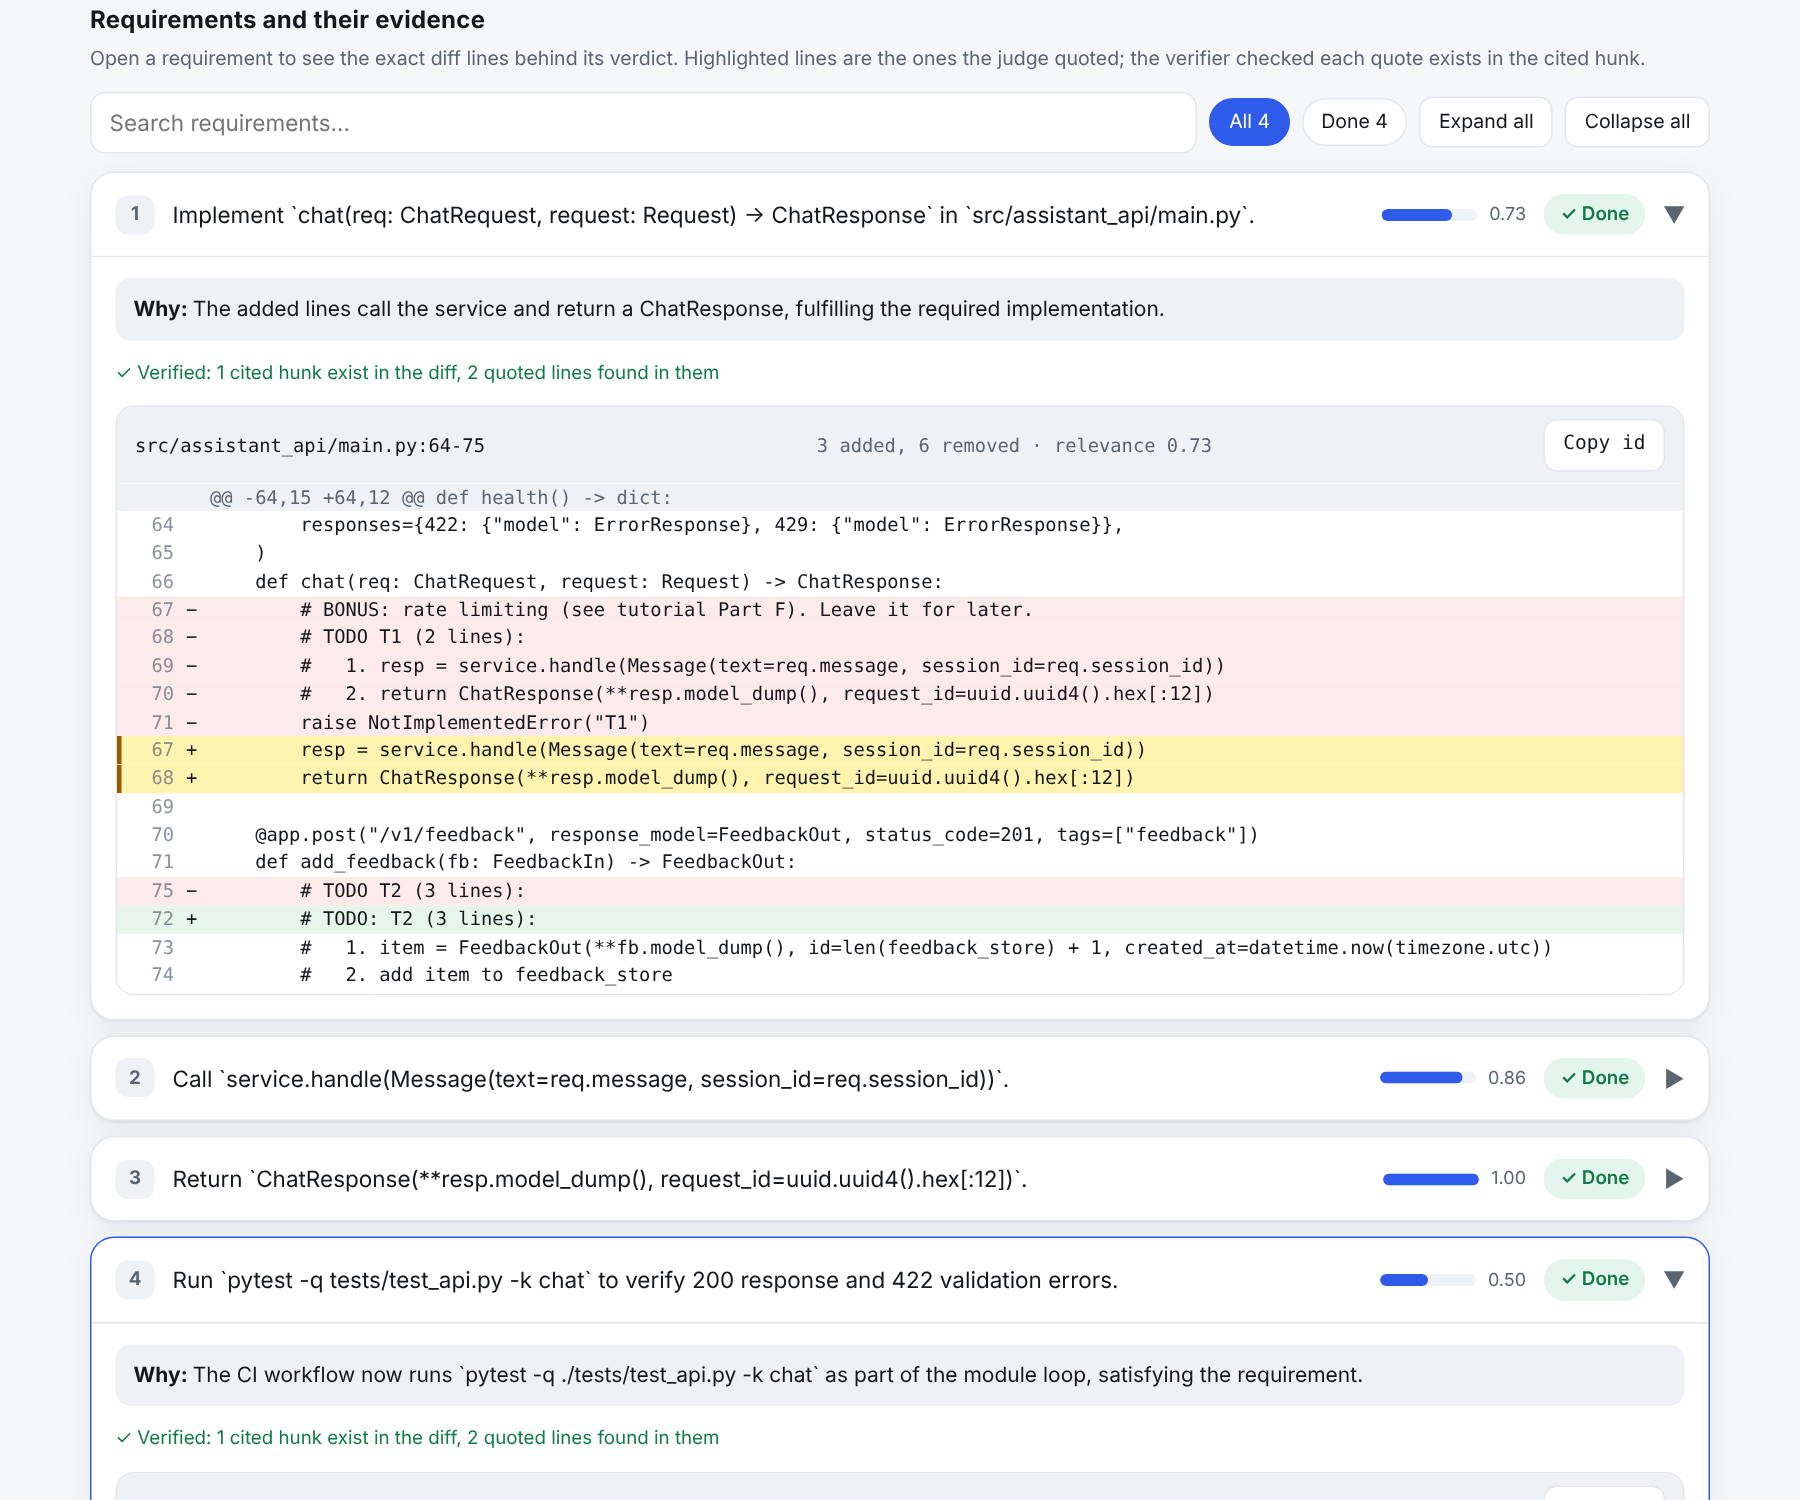 Requirements and their evidence
Open a requirement to see the exact diff lines behind its verdict. Highlighted lines are the ones the judge quoted; the verifier checked each quote exists in the cited hunk.
Search requirements...
All 4
Done 4
Expand all
Collapse all
1 Implement `chat(req: ChatRequest, request: Request) → ChatResponse` in `src/assistant_api/main.py`. 0.73 ✓ Done ▼
Why: The added lines call the service and return a ChatResponse, fulfilling the required implementation.
✓ Verified: 1 cited hunk exist in the diff, 2 quoted lines found in them
src/assistant_api/main.py:64-75 3 added, 6 removed · relevance 0.73 Copy id
@@ -64,15 +64,12 @@ def health() -> dict:
64         responses={422: {"model": ErrorResponse}, 429: {"model": ErrorResponse}},
65     )
66     def chat(req: ChatRequest, request: Request) -> ChatResponse:
67 −         # BONUS: rate limiting (see tutorial Part F). Leave it for later.
68 −         # TODO T1 (2 lines):
69 −         #   1. resp = service.handle(Message(text=req.message, session_id=req.session_id))
70 −         #   2. return ChatResponse(**resp.model_dump(), request_id=uuid.uuid4().hex[:12])
71 −         raise NotImplementedError("T1")
67 +         resp = service.handle(Message(text=req.message, session_id=req.session_id))
68 +         return ChatResponse(**resp.model_dump(), request_id=uuid.uuid4().hex[:12])
69
70     @app.post("/v1/feedback", response_model=FeedbackOut, status_code=201, tags=["feedback"])
71     def add_feedback(fb: FeedbackIn) -> FeedbackOut:
75 −         # TODO T2 (3 lines):
72 +         # TODO: T2 (3 lines):
73         #   1. item = FeedbackOut(**fb.model_dump(), id=len(feedback_store) + 1, created_at=datetime.now(timezone.utc))
74         #   2. add item to feedback_store
2 Call `service.handle(Message(text=req.message, session_id=req.session_id))`. 0.86 ✓ Done ▶
3 Return `ChatResponse(**resp.model_dump(), request_id=uuid.uuid4().hex[:12])`. 1.00 ✓ Done ▶
4 Run `pytest -q tests/test_api.py -k chat` to verify 200 response and 422 validation errors. 0.50 ✓ Done ▼
Why: The CI workflow now runs `pytest -q ./tests/test_api.py -k chat` as part of the module loop, satisfying the requirement.
✓ Verified: 1 cited hunk exist in the diff, 2 quoted lines found in them